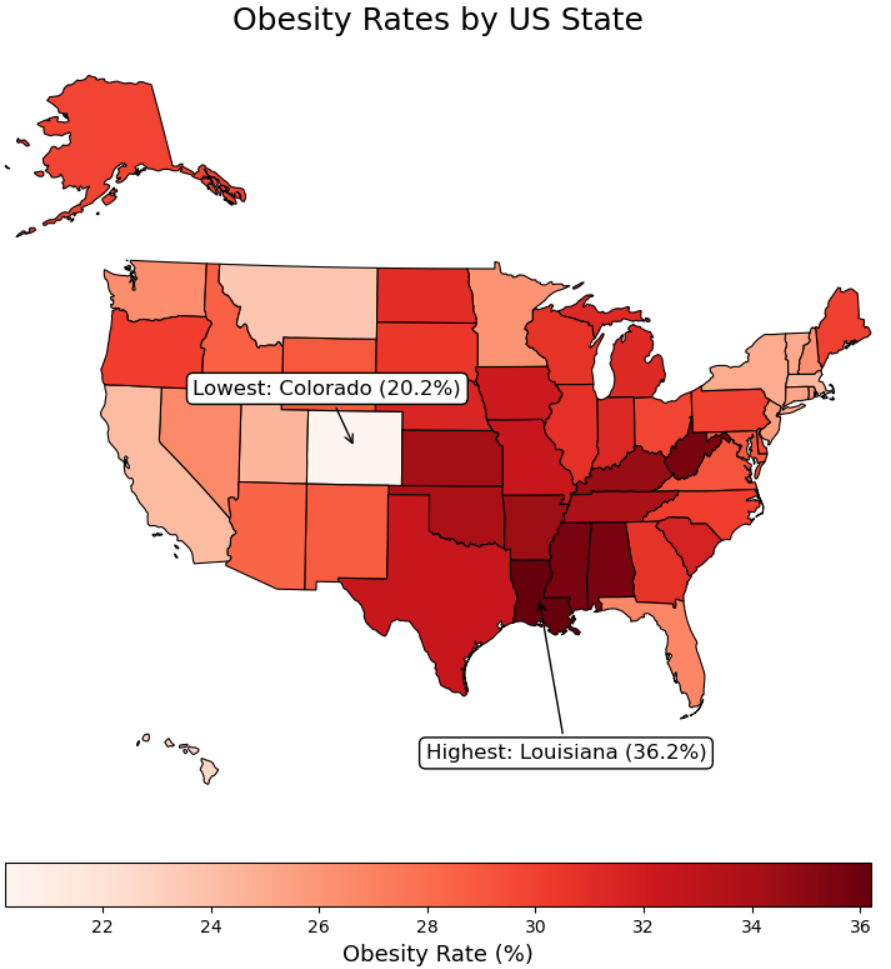 Obesity Rates by US State
Lowest: Colorado (20.2%)
Highest: Louisiana (36.2%)
22 24 26 28 30 32 34 36
Obesity Rate (%)